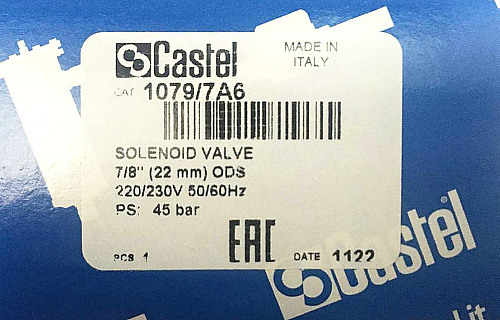 Castel
MADE IN
ITALY
CAT 1079/7A6
SOLENOID VALVE
7/8" (22 mm) ODS
220/230V 50/60Hz
PS: 45 bar
EAC
PCS 1
DATE 1122
Castel
l.it